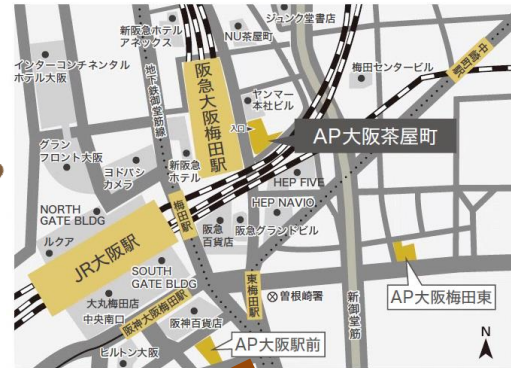 新阪急ホテル
アネックス
ジュンク堂書店
NU茶屋町
インターコンチネンタル
ホテル大阪
地下鉄御堂筋線
阪急大阪梅田駅
ヤンマー
本社ビル
梅田センタービル
中崎町駅
入口
AP大阪茶屋町
グラン
フロント大阪
ヨドバシ
カメラ
新阪急
ホテル
HEP FIVE
HEP NAVIO
NORTH
GATE BLDG
梅田駅
阪急
百貨店
阪急グランドビル
ルクア
JR大阪駅
SOUTH
GATE BLDG
東梅田駅
曽根崎署
新御堂筋
AP大阪梅田東
大丸梅田店
中央南口
阪神大阪梅田駅
阪神百貨店
ヒルトン大阪
AP大阪駅前
N